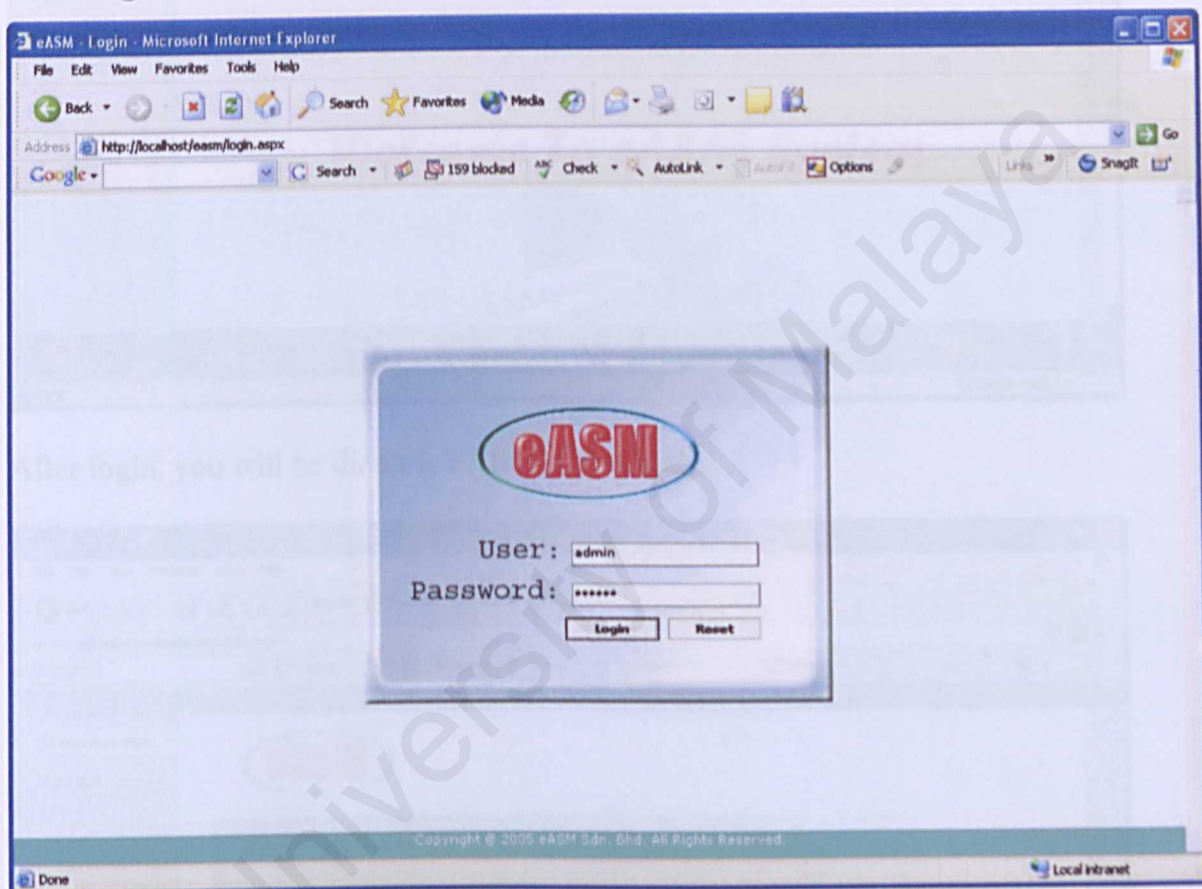 eASM - Login - Microsoft Internet Explorer
File Edit View Favorites Tools Help
Back Search Favorites Media
Address http://localhost/easm/login.aspx Go
Google Search 159 blocked Check AutoLink AutoFill Options Links » SnagIt
eASM
After login, you will be
User: admin
Password: ••••••
Login Reset
Copyright @ 2005 eASM Sdn. Bhd. All Rights Reserved.
Done Local intranet
University of Malaya